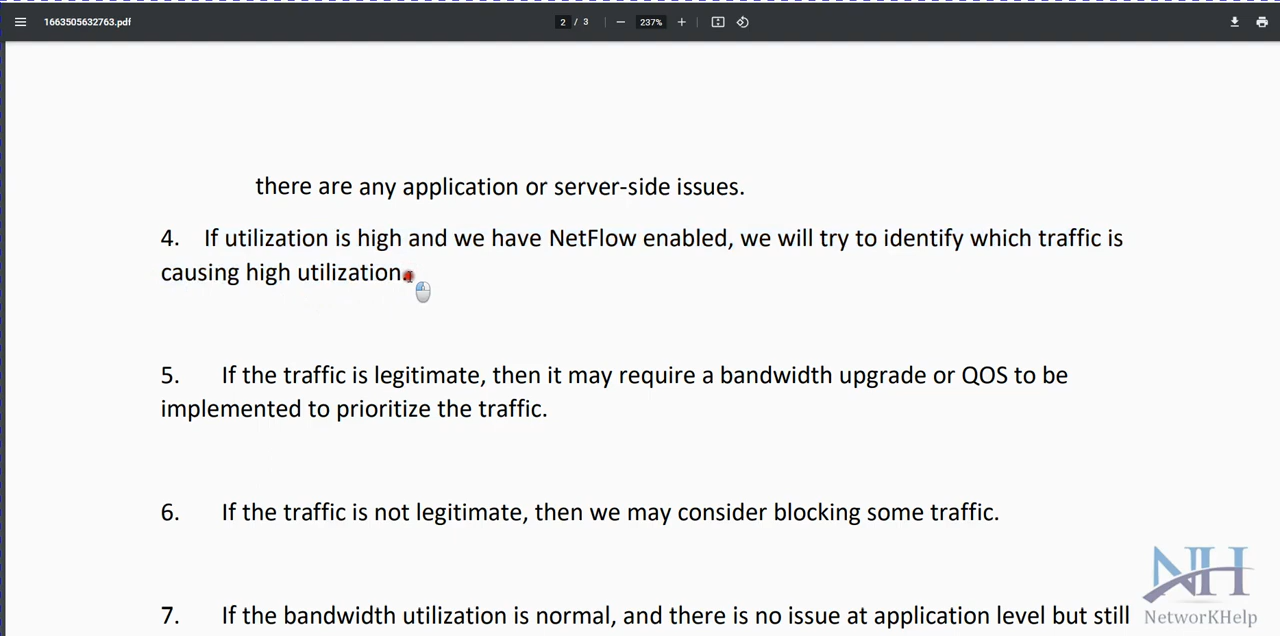 1663505632763.pdf
2 / 3
237%
there are any application or server-side issues.
4. If utilization is high and we have NetFlow enabled, we will try to identify which traffic is
causing high utilization.
5. If the traffic is legitimate, then it may require a bandwidth upgrade or QOS to be
implemented to prioritize the traffic.
6. If the traffic is not legitimate, then we may consider blocking some traffic.
7. If the bandwidth utilization is normal, and there is no issue at application level but still
NH
NetworKHelp